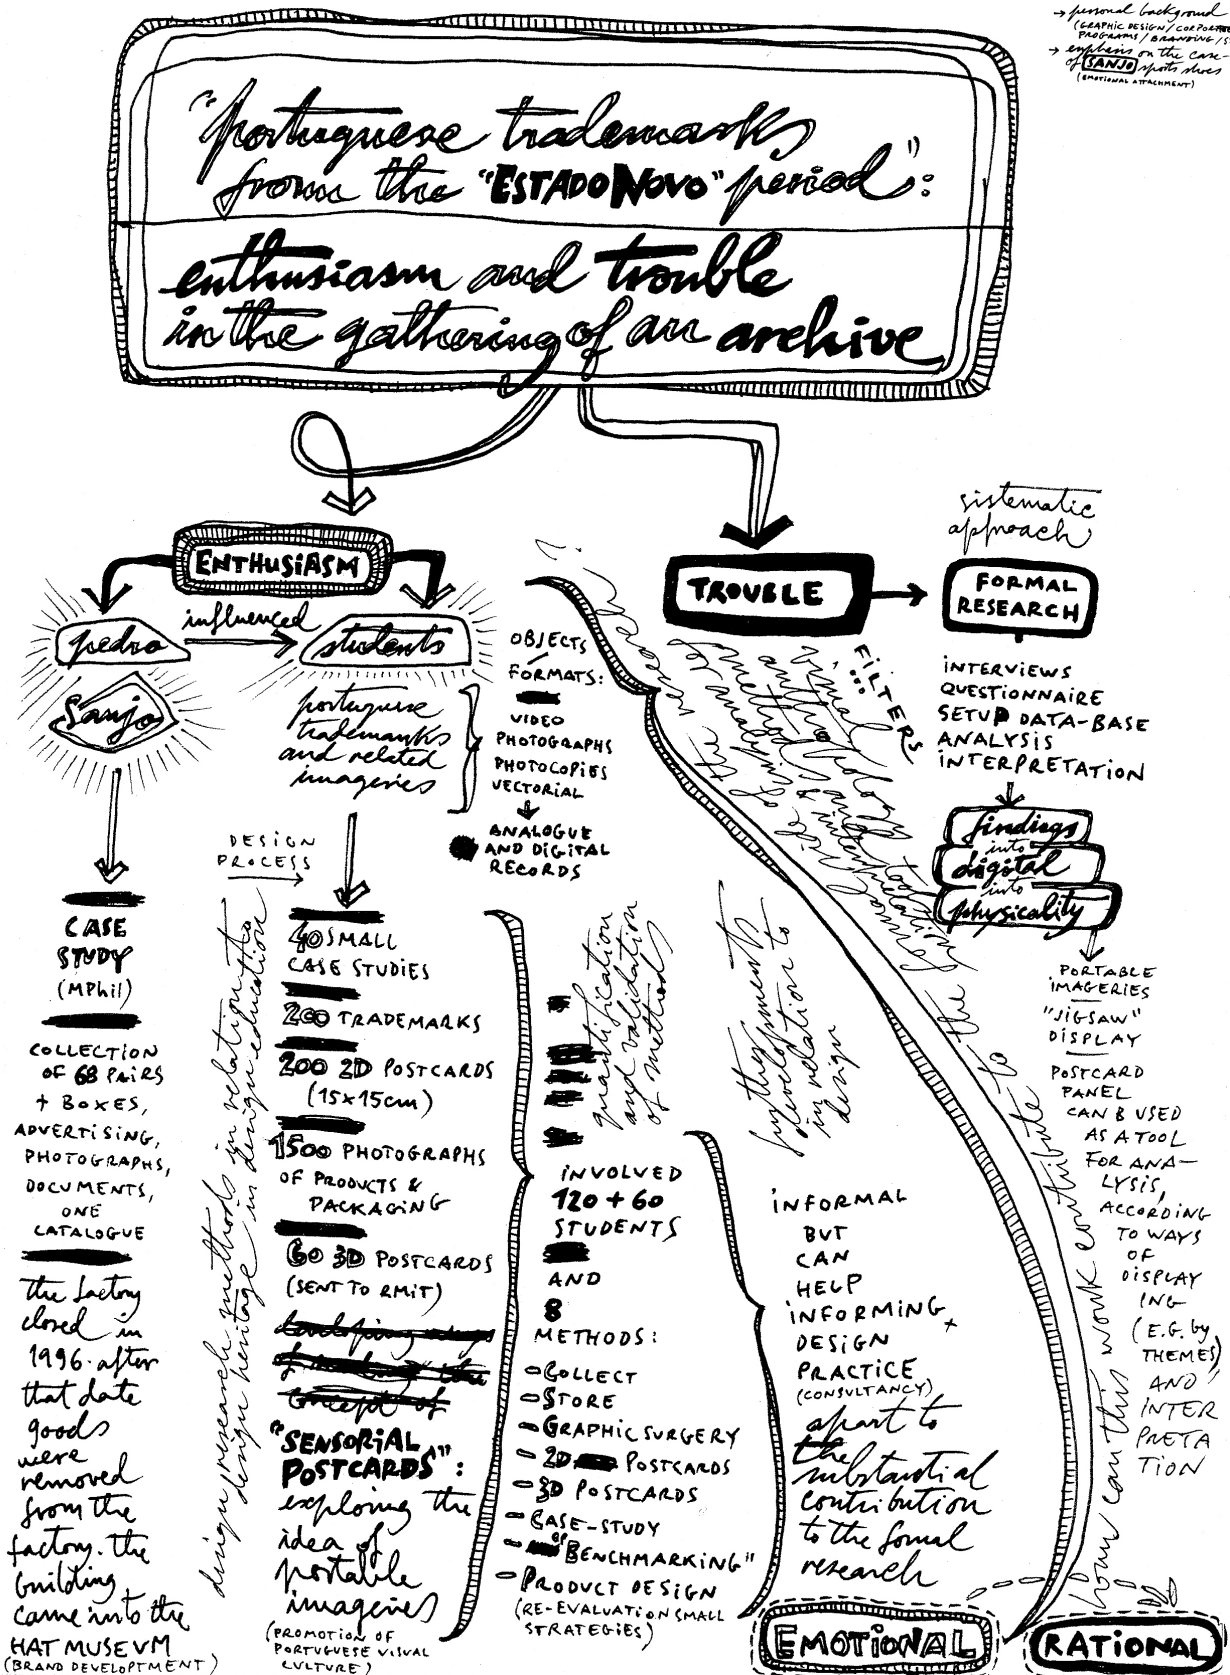 → personal background
(GRAPHIC DESIGN / CORPORATE
PROGRAMS / BRANDING /
→ emphasis on the case-
of SANJO sports shoes
(EMOTIONAL ATTACHMENT)
"portuguese trademarks
from the "ESTADO NOVO" period":
enthusiasm and trouble
in the gathering of an archive
ENTHUSIASM
pedro
influenced
students
Sanjo
portuguese
trademarks
and related
imageries
OBJECTS
FORMATS:
VIDEO
PHOTOGRAPHS
PHOTOCOPIES
VECTORIAL
ANALOGUE
AND DIGITAL
RECORDS
TROUBLE
FILTERS
...
sistematic
approach
FORMAL
RESEARCH
INTERVIEWS
QUESTIONNAIRE
SETUP DATA-BASE
ANALYSIS
INTERPRETATION
findings
into
digital
into
physicality
PORTABLE
IMAGERIES
"JIGSAW"
DISPLAY
POSTCARD
PANEL
CAN B USED
AS A TOOL
FOR ANA-
LYSIS,
ACCORDING
TO WAYS
OF
DISPLAY
ING
(E.G. by
THEMES)
AND
INTER
PRETA
TION
DESIGN
PROCESS
CASE
STUDY
(MPhil)
COLLECTION
OF 68 PAIRS
+ BOXES,
ADVERTISING,
PHOTOGRAPHS,
DOCUMENTS,
ONE
CATALOGUE
the factory
closed in
1996. after
that date
goods
were
removed
from the
factory. the
building
came into the
HAT MUSEUM
(BRAND DEVELOPTMENT)
design research methods in relation to
design heritage in design education
40 SMALL
CASE STUDIES
200 TRADEMARKS
200 2D POSTCARDS
(15x15cm)
1500 PHOTOGRAPHS
OF PRODUCTS &
PACKAGING
60 3D POSTCARDS
(SENT TO RMIT)
"SENSORIAL
POSTCARDS":
exploring the
idea of
portable
imageries
(PROMOTION OF
PORTUGUESE VISUAL
CULTURE)
quantification
and validation
of method
INVOLVED
120 + 60
STUDENTS
AND
8
METHODS:
- COLLECT
- STORE
- GRAPHIC SURGERY
- 2D POSTCARDS
- 3D POSTCARDS
- CASE-STUDY
- "BENCHMARKING"
- PRODUCT DESIGN
(RE-EVALUATION SMALL
STRATEGIES)
furtherments
development
in relation to
design
INFORMAL
BUT
CAN
HELP
INFORMING +
DESIGN
PRACTICE
(CONSULTANCY)
apart to
the
substantial
contribution
to the formal
research
how can this work contribute to the
EMOTIONAL
RATIONAL